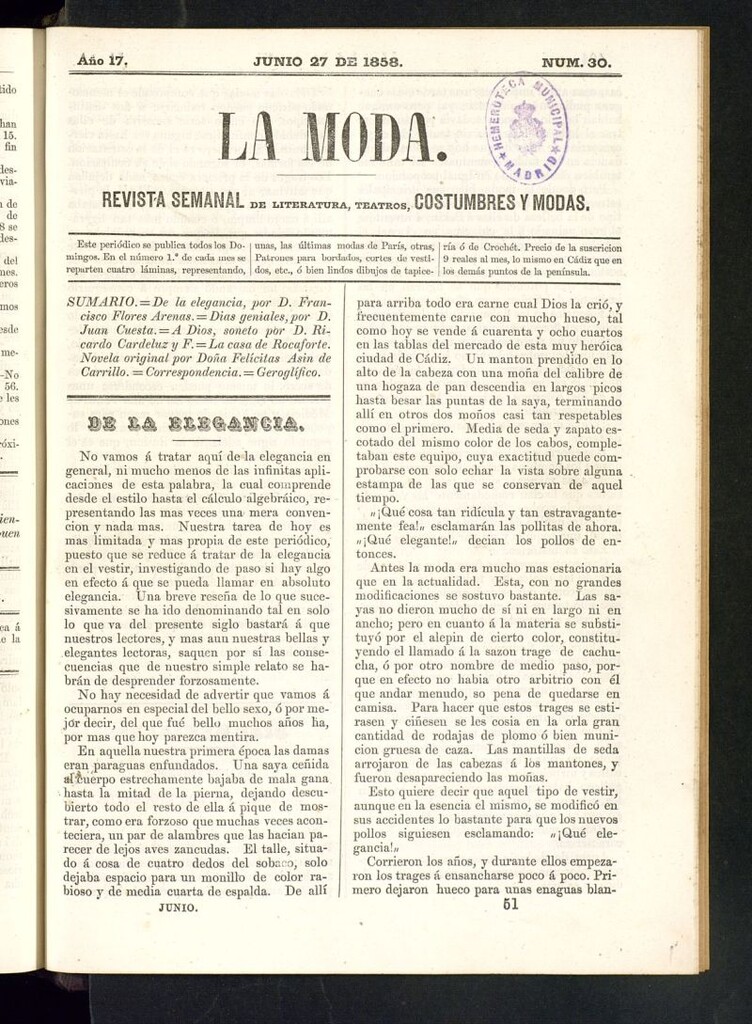 Año 17.
JUNIO 27 DE 1858.
NUM. 30.
LA MODA.
HEMEROTECA MUNICIPAL
★ MADRID ★
REVISTA SEMANAL DE LITERATURA, TEATROS, COSTUMBRES Y MODAS.
Este periódico se publica todos los Do-
mingos. En el número 1.º de cada mes se
reparten cuatro láminas, representando,
unas, las últimas modas de París, otras,
Patrones para bordados, cortes de vesti-
dos, etc., ó bien lindos dibujos de tapice-
ría ó de Crochét. Precio de la suscricion
9 reales al mes, lo mismo en Cádiz que en
los demás puntos de la península.
SUMARIO.=De la elegancia, por D. Fran-
cisco Flores Arenas.=Dias geniales, por D.
Juan Cuesta.=A Dios, soneto por D. Ri-
cardo Cardeluz y F.=La casa de Rocaforte.
Novela original por Doña Felícitas Asin de
Carrillo.=Correspondencia.=Geroglífico.
DE LA ELEGANCIA.
No vamos á tratar aquí de la elegancia en
general, ni mucho menos de las infinitas apli-
caciones de esta palabra, la cual comprende
desde el estilo hasta el cálculo algebráico, re-
presentando las mas veces una mera conven-
cion y nada mas. Nuestra tarea de hoy es
mas limitada y mas propia de este periódico,
puesto que se reduce á tratar de la elegancia
en el vestir, investigando de paso si hay algo
en efecto á que se pueda llamar en absoluto
elegancia. Una breve reseña de lo que suce-
sivamente se ha ido denominando tal en solo
lo que va del presente siglo bastará á que
nuestros lectores, y mas aun nuestras bellas y
elegantes lectoras, saquen por sí las conse-
cuencias que de nuestro simple relato se ha-
brán de desprender forzosamente.
No hay necesidad de advertir que vamos á
ocuparnos en especial del bello sexo, ó por me-
jór decir, del que fué bello muchos años ha,
por mas que hoy parezca mentira.
En aquella nuestra primera época las damas
eran paraguas enfundados. Una saya ceñida
al cuerpo estrechamente bajaba de mala gana
hasta la mitad de la pierna, dejando descu-
bierto todo el resto de ella á pique de mos-
trar, como era forzoso que muchas veces acon-
teciera, un par de alambres que las hacian pa-
recer de lejos aves zancudas. El talle, situa-
do á cosa de cuatro dedos del sobaco, solo
dejaba espacio para un monillo de color ra-
bioso y de media cuarta de espalda. De allí
para arriba todo era carne cual Dios la crió, y
frecuentemente carne con mucho hueso, tal
como hoy se vende á cuarenta y ocho cuartos
en las tablas del mercado de esta muy heróica
ciudad de Cádiz. Un manton prendido en lo
alto de la cabeza con una moña del calibre de
una hogaza de pan descendia en largos picos
hasta besar las puntas de la saya, terminando
allí en otros dos moños casi tan respetables
como el primero. Media de seda y zapato es-
cotado del mismo color de los cabos, comple-
taban este equipo, cuya exactitud puede com-
probarse con solo echar la vista sobre alguna
estampa de las que se conservan de aquel
tiempo.
„¡Qué cosa tan ridícula y tan estravagante-
mente fea!„ esclamarán las pollitas de ahora.
„¡Qué elegante!„ decian los pollos de en-
tonces.
Antes la moda era mucho mas estacionaria
que en la actualidad. Esta, con no grandes
modificaciones se sostuvo bastante. Las sa-
yas no dieron mucho de sí ni en largo ni en
ancho; pero en cuanto á la materia se substi-
tuyó por el alepin de cierto color, constitu-
yendo el llamado á la sazon trage de cachu-
cha, ó por otro nombre de medio paso, por-
que en efecto no habia otro arbitrio con él
que andar menudo, so pena de quedarse en
camisa. Para hacer que estos trages se esti-
rasen y ciñesen se les cosia en la orla gran
cantidad de rodajas de plomo ó bien muni-
cion gruesa de caza. Las mantillas de seda
arrojaron de las cabezas á los mantones, y
fueron desapareciendo las moñas.
Esto quiere decir que aquel tipo de vestir,
aunque en la esencia el mismo, se modificó en
sus accidentes lo bastante para que los nuevos
pollos siguiesen esclamando: „¡Qué ele-
gancia!„
Corrieron los años, y durante ellos empeza-
ron los trages á ensancharse poco á poco. Pri-
mero dejaron hueco para unas enaguas blan-
JUNIO.
51